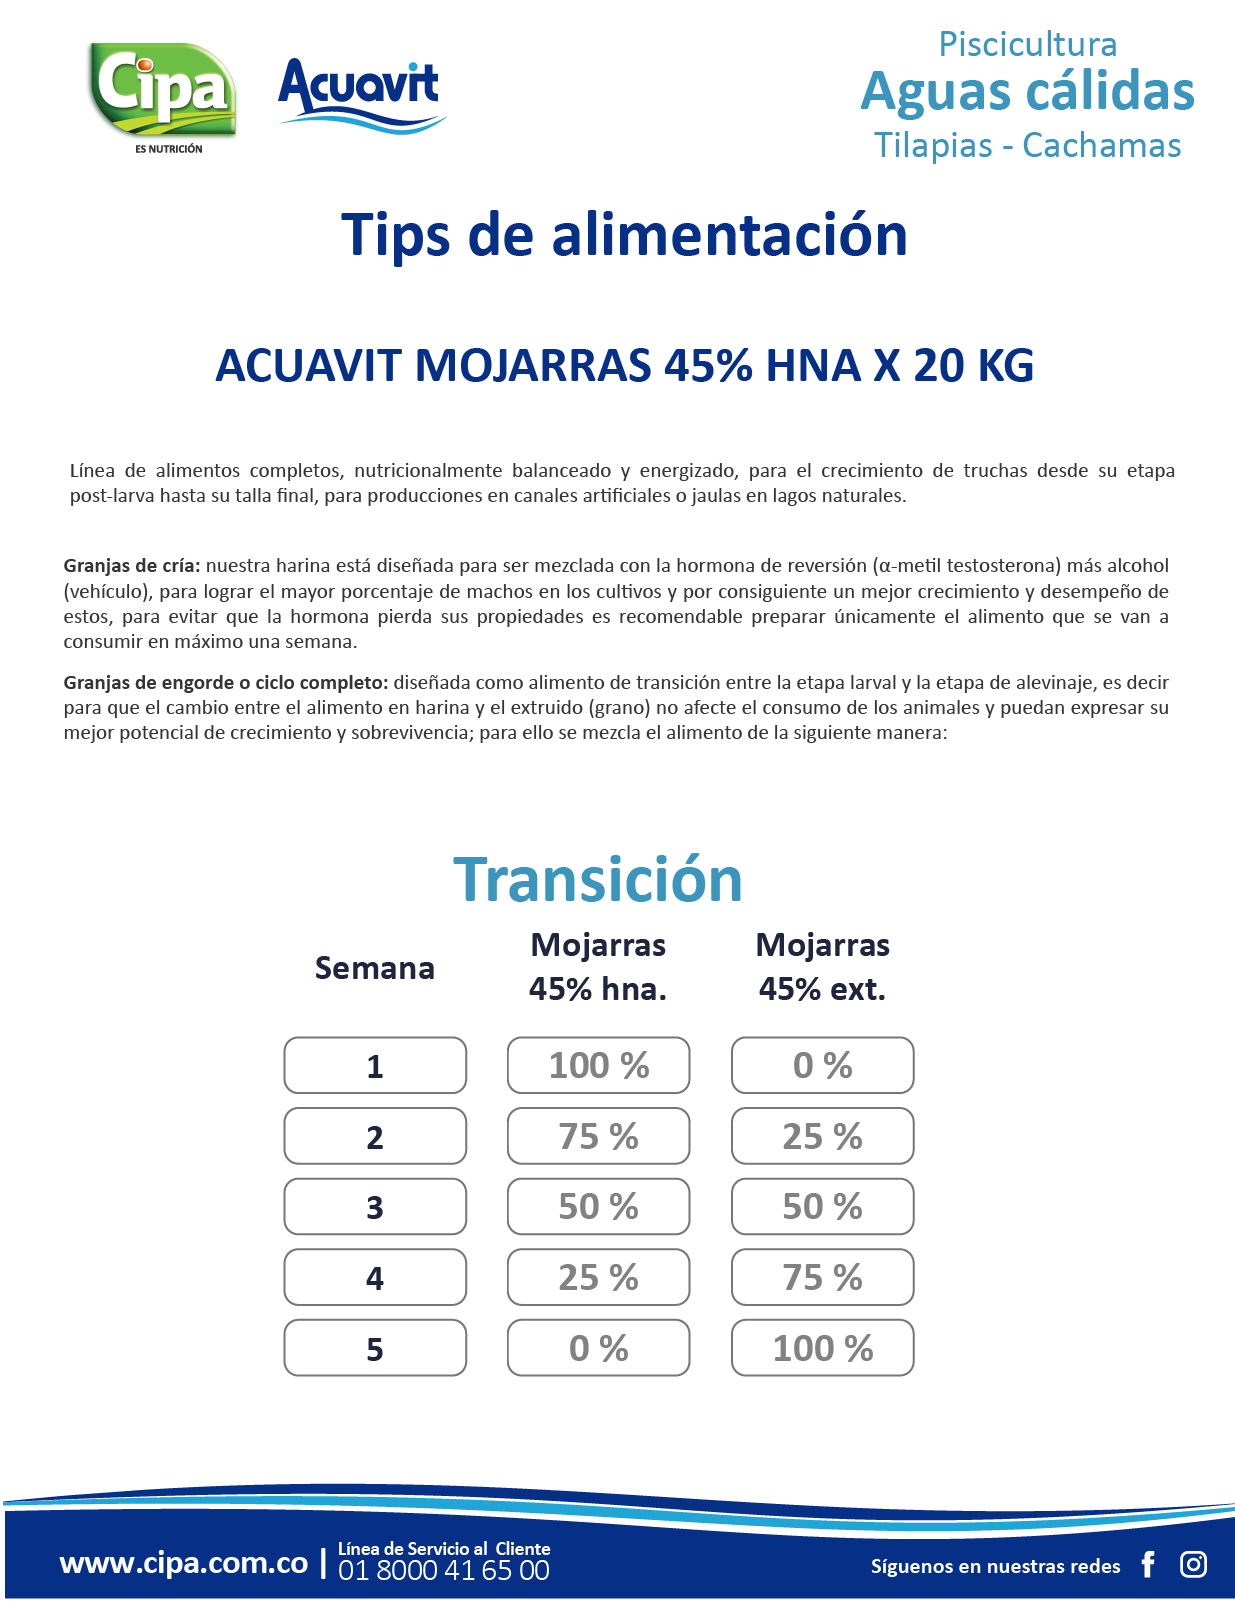 Cipa
ES NUTRICIÓN
Acuavit
Piscicultura
Aguas cálidas
Tilapias - Cachamas
Tips de alimentación
ACUAVIT MOJARRAS 45% HNA X 20 KG
Línea de alimentos completos, nutricionalmente balanceado y energizado, para el crecimiento de truchas desde su etapa
post-larva hasta su talla final, para producciones en canales artificiales o jaulas en lagos naturales.
Granjas de cría: nuestra harina está diseñada para ser mezclada con la hormona de reversión (α-metil testosterona) más alcohol
(vehículo), para lograr el mayor porcentaje de machos en los cultivos y por consiguiente un mejor crecimiento y desempeño de
estos, para evitar que la hormona pierda sus propiedades es recomendable preparar únicamente el alimento que se van a
consumir en máximo una semana.
Granjas de engorde o ciclo completo: diseñada como alimento de transición entre la etapa larval y la etapa de alevinaje, es decir
para que el cambio entre el alimento en harina y el extruido (grano) no afecte el consumo de los animales y puedan expresar su
mejor potencial de crecimiento y sobrevivencia; para ello se mezcla el alimento de la siguiente manera:
Transición
Semana
Mojarras
45% hna.
Mojarras
45% ext.
1 100 % 0 %
2 75 % 25 %
3 50 % 50 %
4 25 % 75 %
5 0 % 100 %
www.cipa.com.co |
Línea de Servicio al Cliente
01 8000 41 65 00
Síguenos en nuestras redes